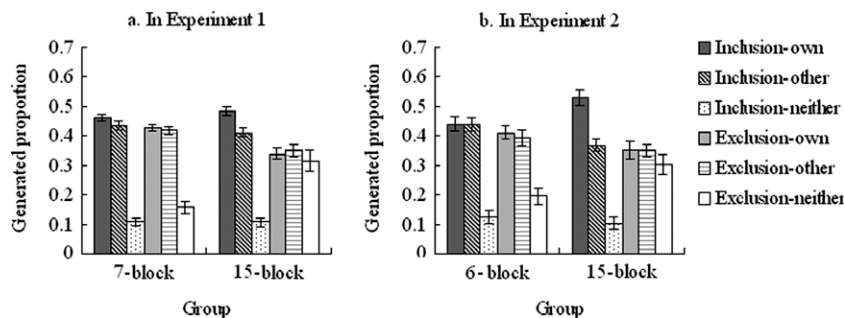 a. In Experiment 1
b. In Experiment 2
Generated proportion
0.7
0.6
0.5
0.4
0.3
0.2
0.1
0
7-block
15-block
Group
Generated proportion
0.7
0.6
0.5
0.4
0.3
0.2
0.1
0
6-block
15-block
Group
Inclusion-own
Inclusion-other
Inclusion-neither
Exclusion-own
Exclusion-other
Exclusion-neither